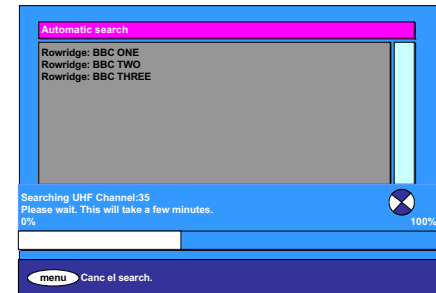 Automatic search
Rowridge: BBC ONE
Rowridge: BBC TWO
Rowridge: BBC THREE
Searching UHF Channel:35
Please wait. This will take a few minutes.
0% 100%
menu Canc el search.